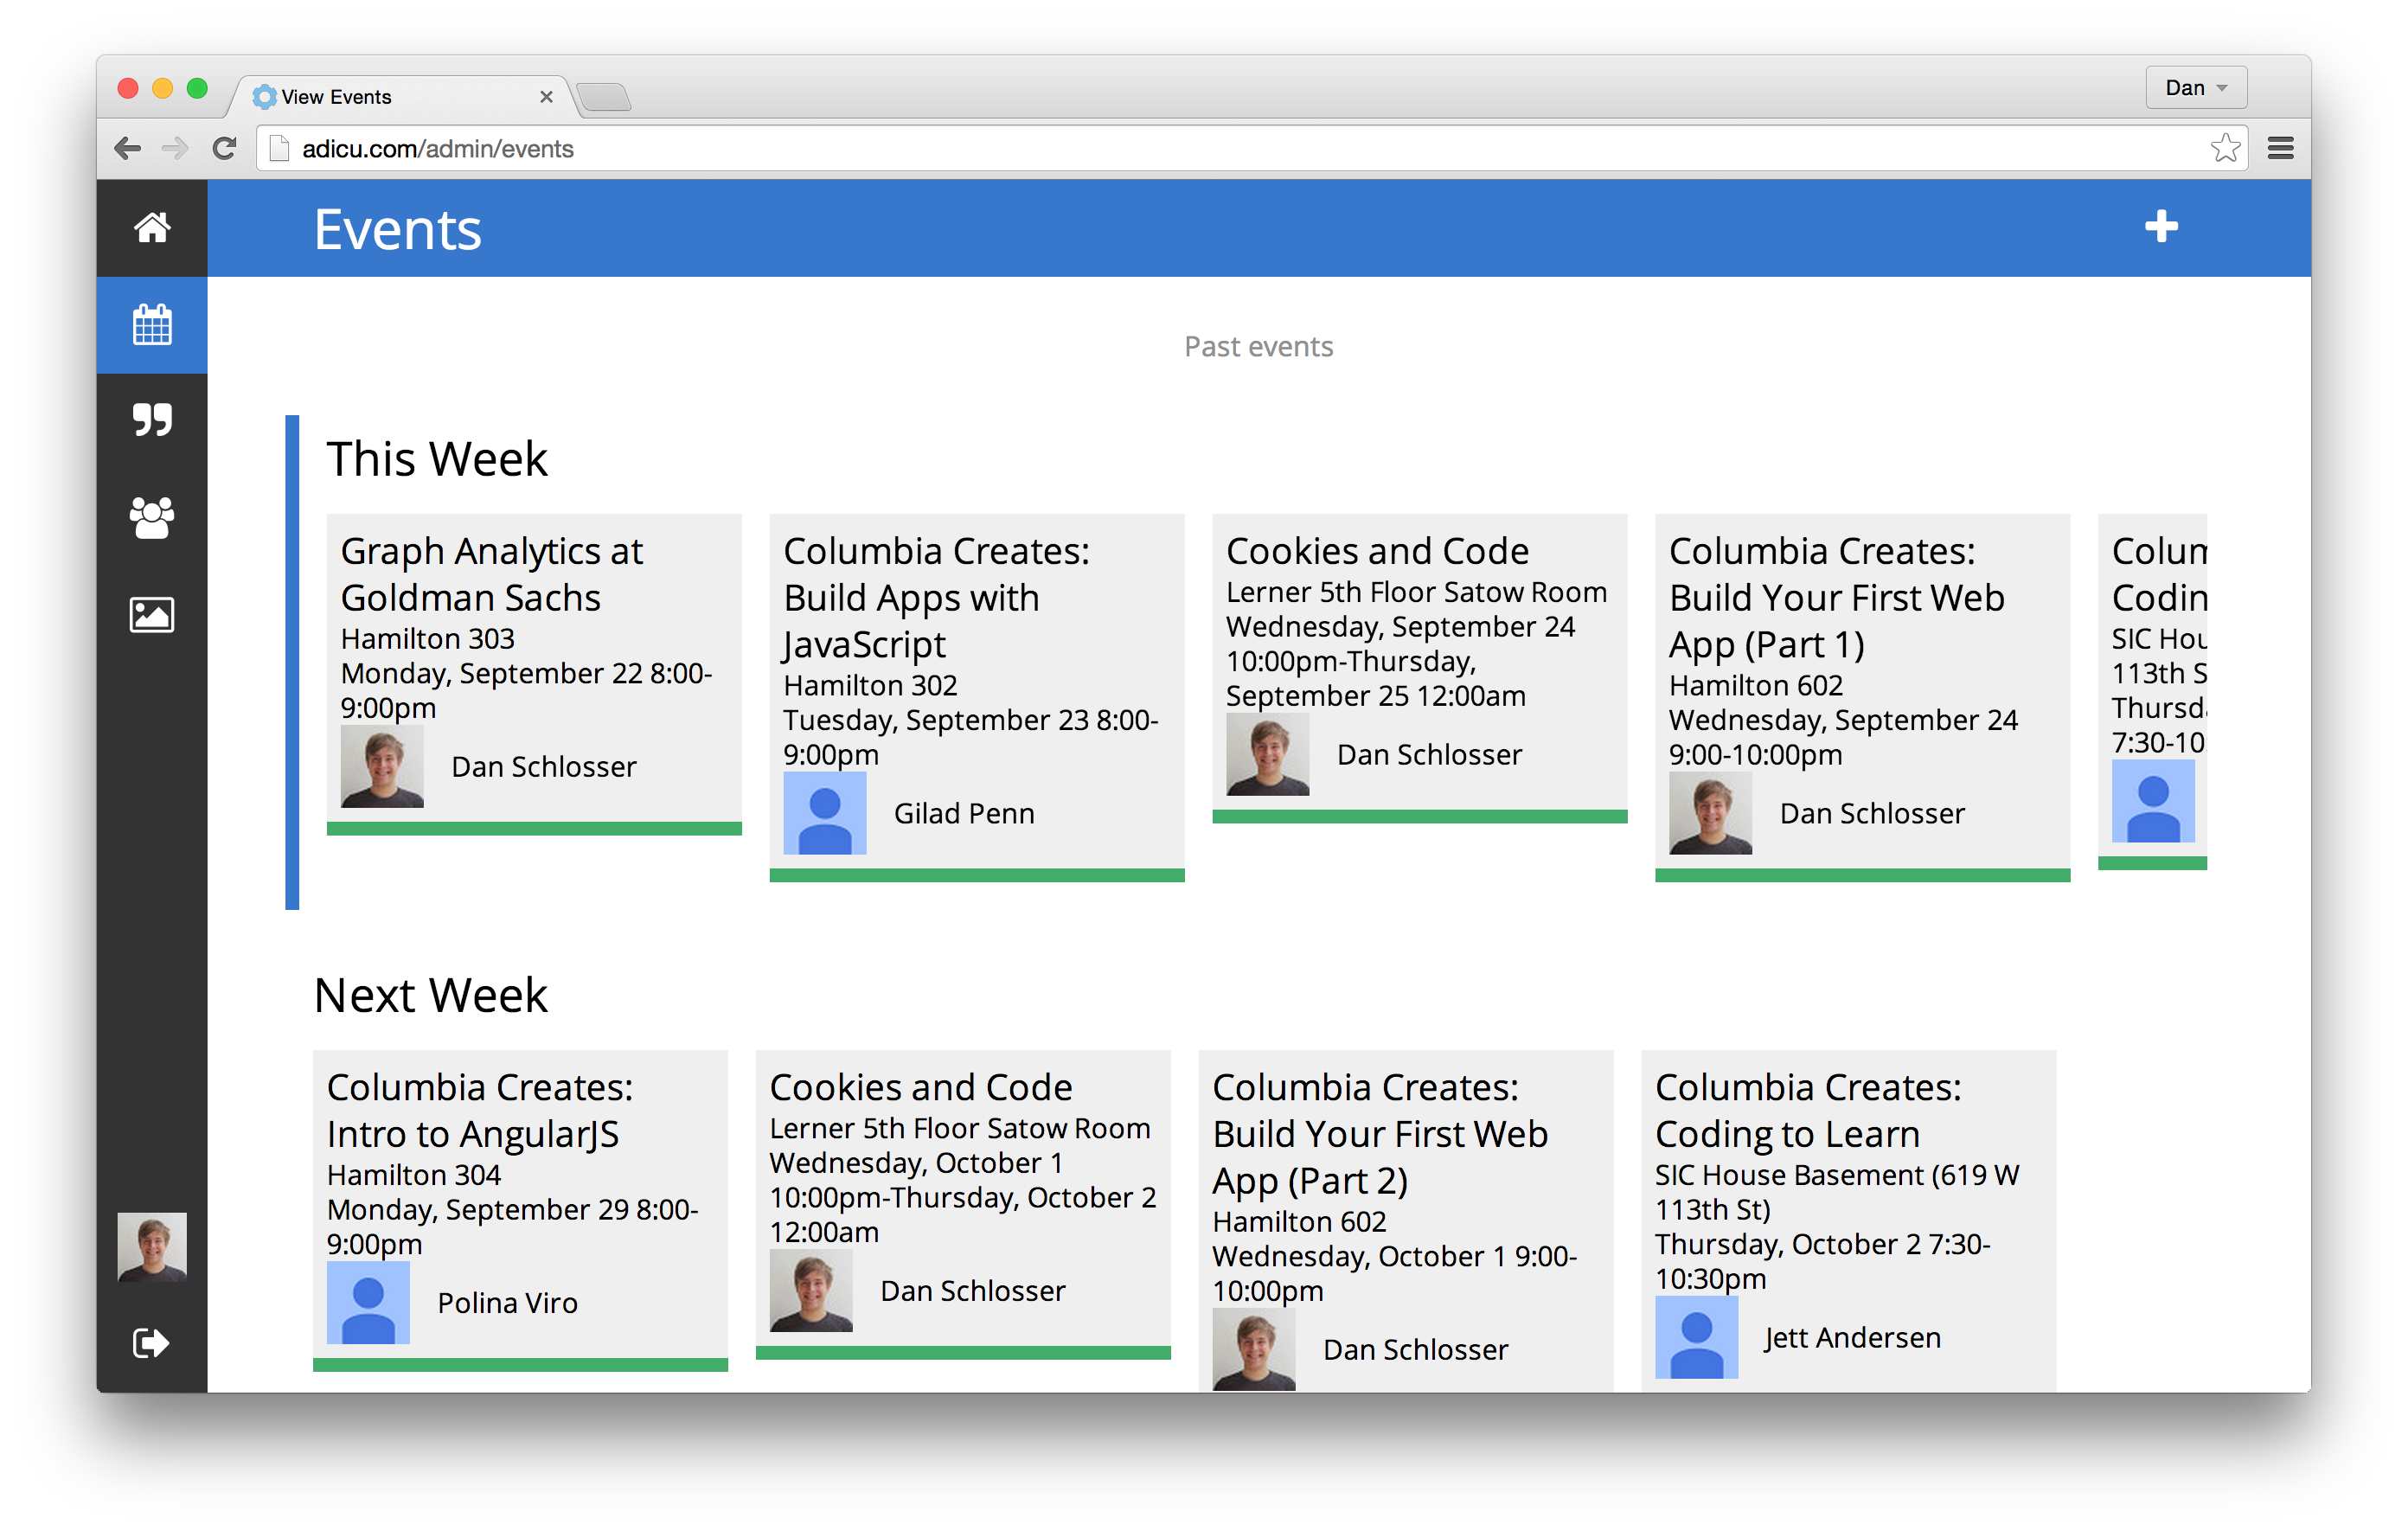 View Events
Dan
adicu.com/admin/events
Events
Past events
This Week
Graph Analytics at
Goldman Sachs
Hamilton 303
Monday, September 22 8:00-
9:00pm
Dan Schlosser
Columbia Creates:
Build Apps with
JavaScript
Hamilton 302
Tuesday, September 23 8:00-
9:00pm
Gilad Penn
Cookies and Code
Lerner 5th Floor Satow Room
Wednesday, September 24
10:00pm-Thursday,
September 25 12:00am
Dan Schlosser
Columbia Creates:
Build Your First Web
App (Part 1)
Hamilton 602
Wednesday, September 24
9:00-10:00pm
Dan Schlosser
SIC
113th
7:30-10
Next Week
Columbia Creates:
Intro to AngularJS
Hamilton 304
Monday, September 29 8:00-
9:00pm
Polina Viro
Cookies and Code
Lerner 5th Floor Satow Room
Wednesday, October 1
10:00pm-Thursday, October 2
12:00am
Dan Schlosser
Columbia Creates:
Build Your First Web
App (Part 2)
Hamilton 602
Wednesday, October 1 9:00-
10:00pm
Dan Schlosser
Columbia Creates:
Coding to Learn
SIC House Basement (619 W
113th St)
Thursday, October 2 7:30-
10:30pm
Jett Andersen